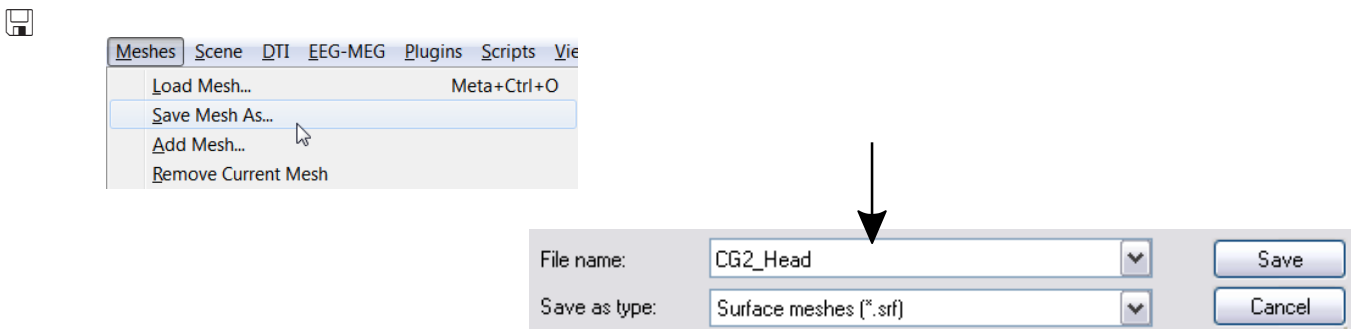 Meshes Scene DTI EEG-MEG Plugins Scripts Vie
Load Mesh... Meta+Ctrl+O
Save Mesh As...
Add Mesh...
Remove Current Mesh
File name: CG2_Head Save
Save as type: Surface meshes (*.srf) Cancel